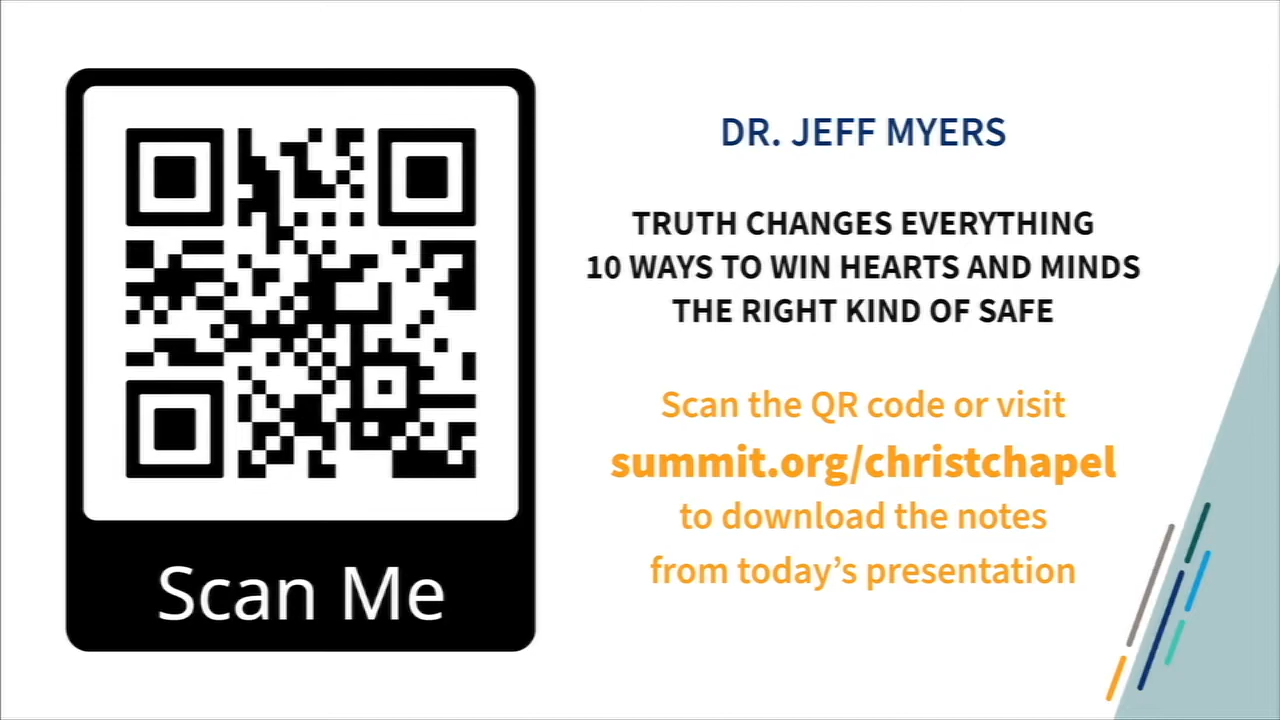 Scan Me
DR. JEFF MYERS
TRUTH CHANGES EVERYTHING
10 WAYS TO WIN HEARTS AND MINDS
THE RIGHT KIND OF SAFE
Scan the QR code or visit
summit.org/christchapel
to download the notes
from today’s presentation